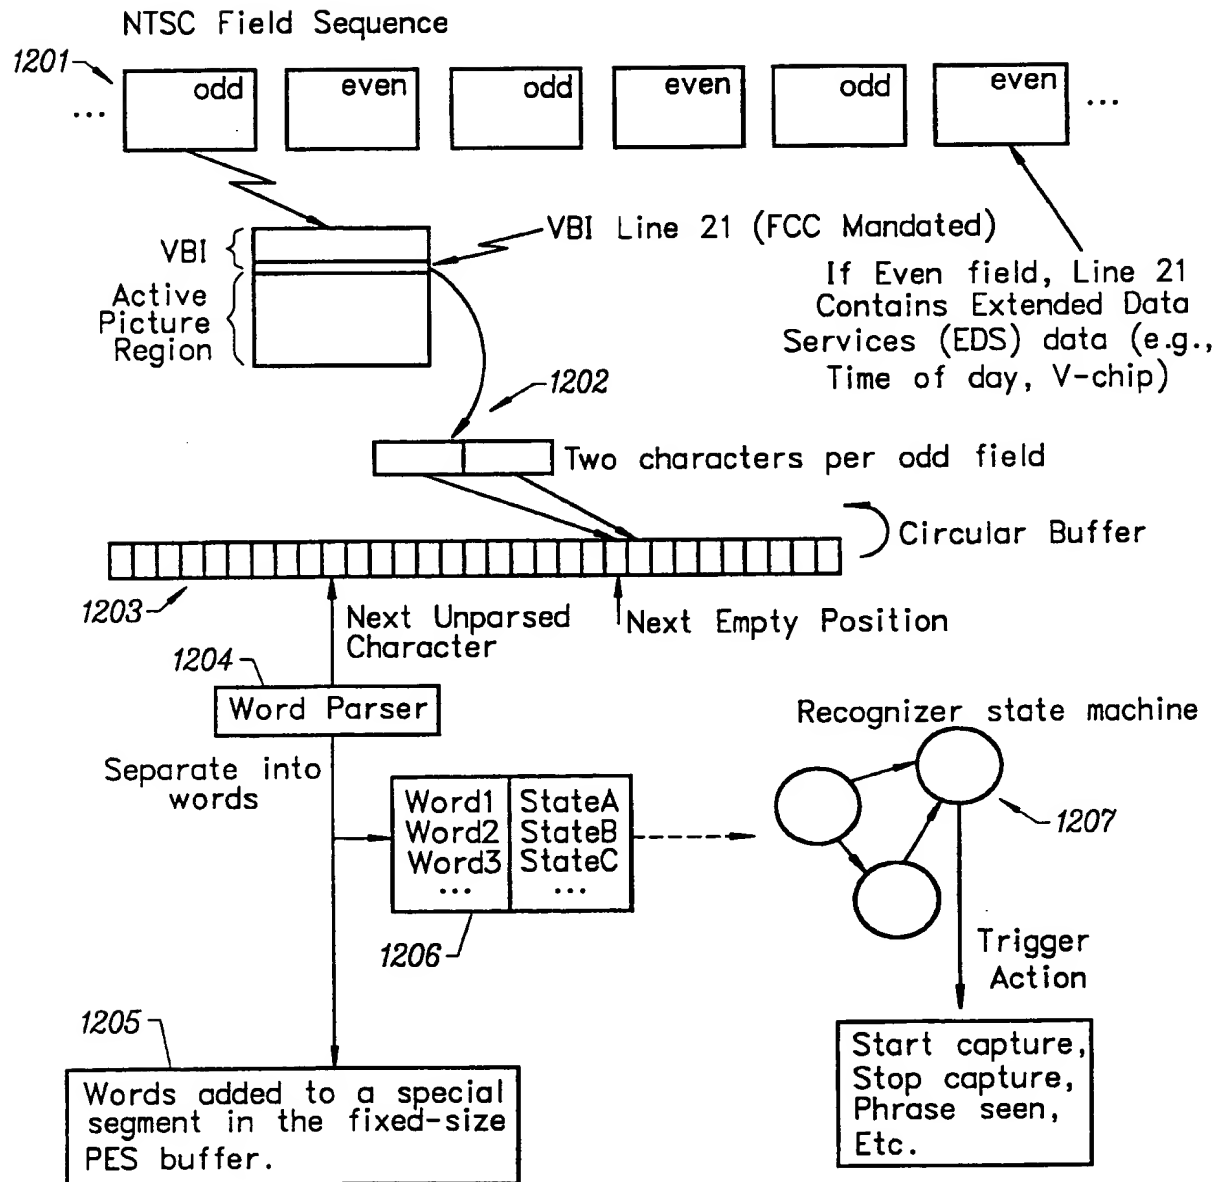 NTSC Field Sequence
1201
... odd even odd even odd even ...
VBI
VBI Line 21 (FCC Mandated)
Active
Picture
Region
If Even field, Line 21
Contains Extended Data
Services (EDS) data (e.g.,
Time of day, V-chip)
1202
Two characters per odd field
Circular Buffer
1203
Next Unparsed
Character
Next Empty Position
1204
Word Parser
Separate into
words
Word1 StateA
Word2 StateB
Word3 StateC
... ...
1206
Recognizer state machine
1207
Trigger
Action
1205
Words added to a special
segment in the fixed-size
PES buffer.
Start capture,
Stop capture,
Phrase seen,
Etc.